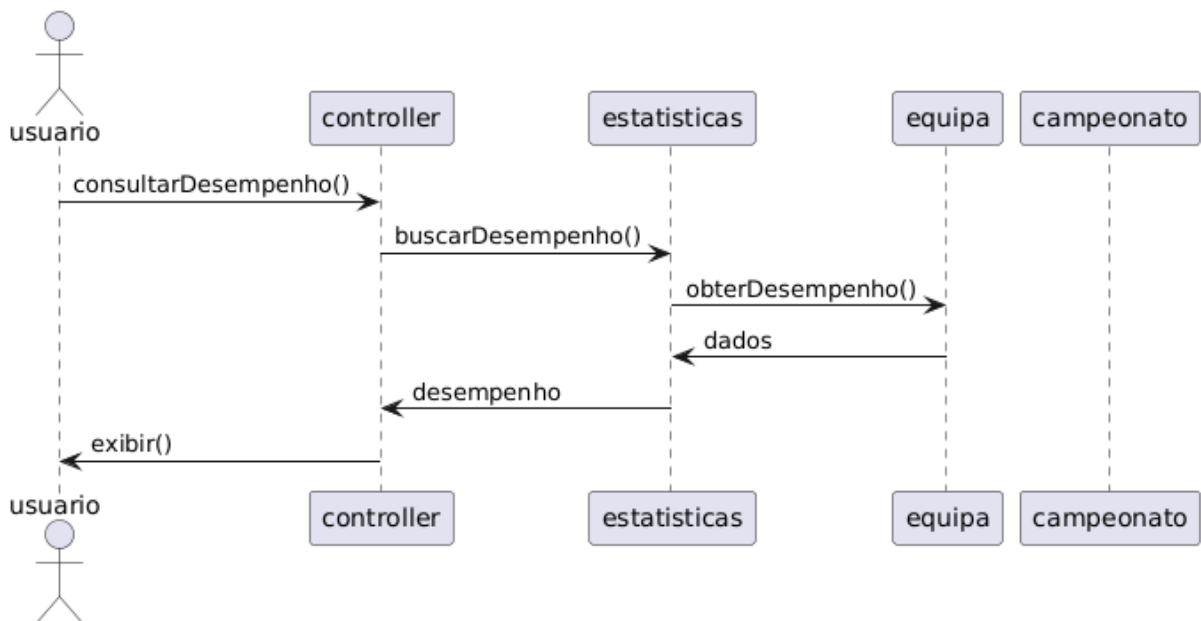 usuario
controller
estatisticas
equipa
campeonato
consultarDesempenho()
buscarDesempenho()
obterDesempenho()
dados
desempenho
exibir()
usuario
controller
estatisticas
equipa
campeonato